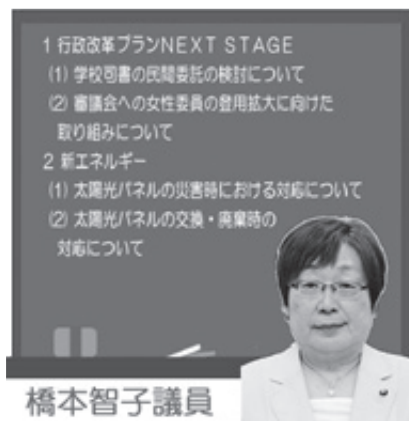 1 行政改革プランNEXT STAGE
(1) 学校司書の民間委託の検討について
(2) 審議会への女性委員の登用拡大に向けた
取り組みについて
2 新エネルギー
(1) 太陽光パネルの災害時における対応について
(2) 太陽光パネルの交換・廃棄時の
対応について
橋本智子議員